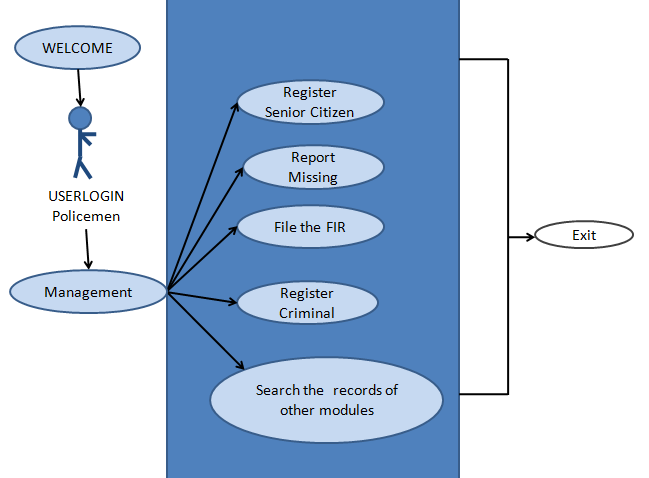 WELCOME
USERLOGIN
Policemen
Management
Register
Senior Citizen
Report
Missing
File the FIR
Register
Criminal
Search the records of
other modules
Exit